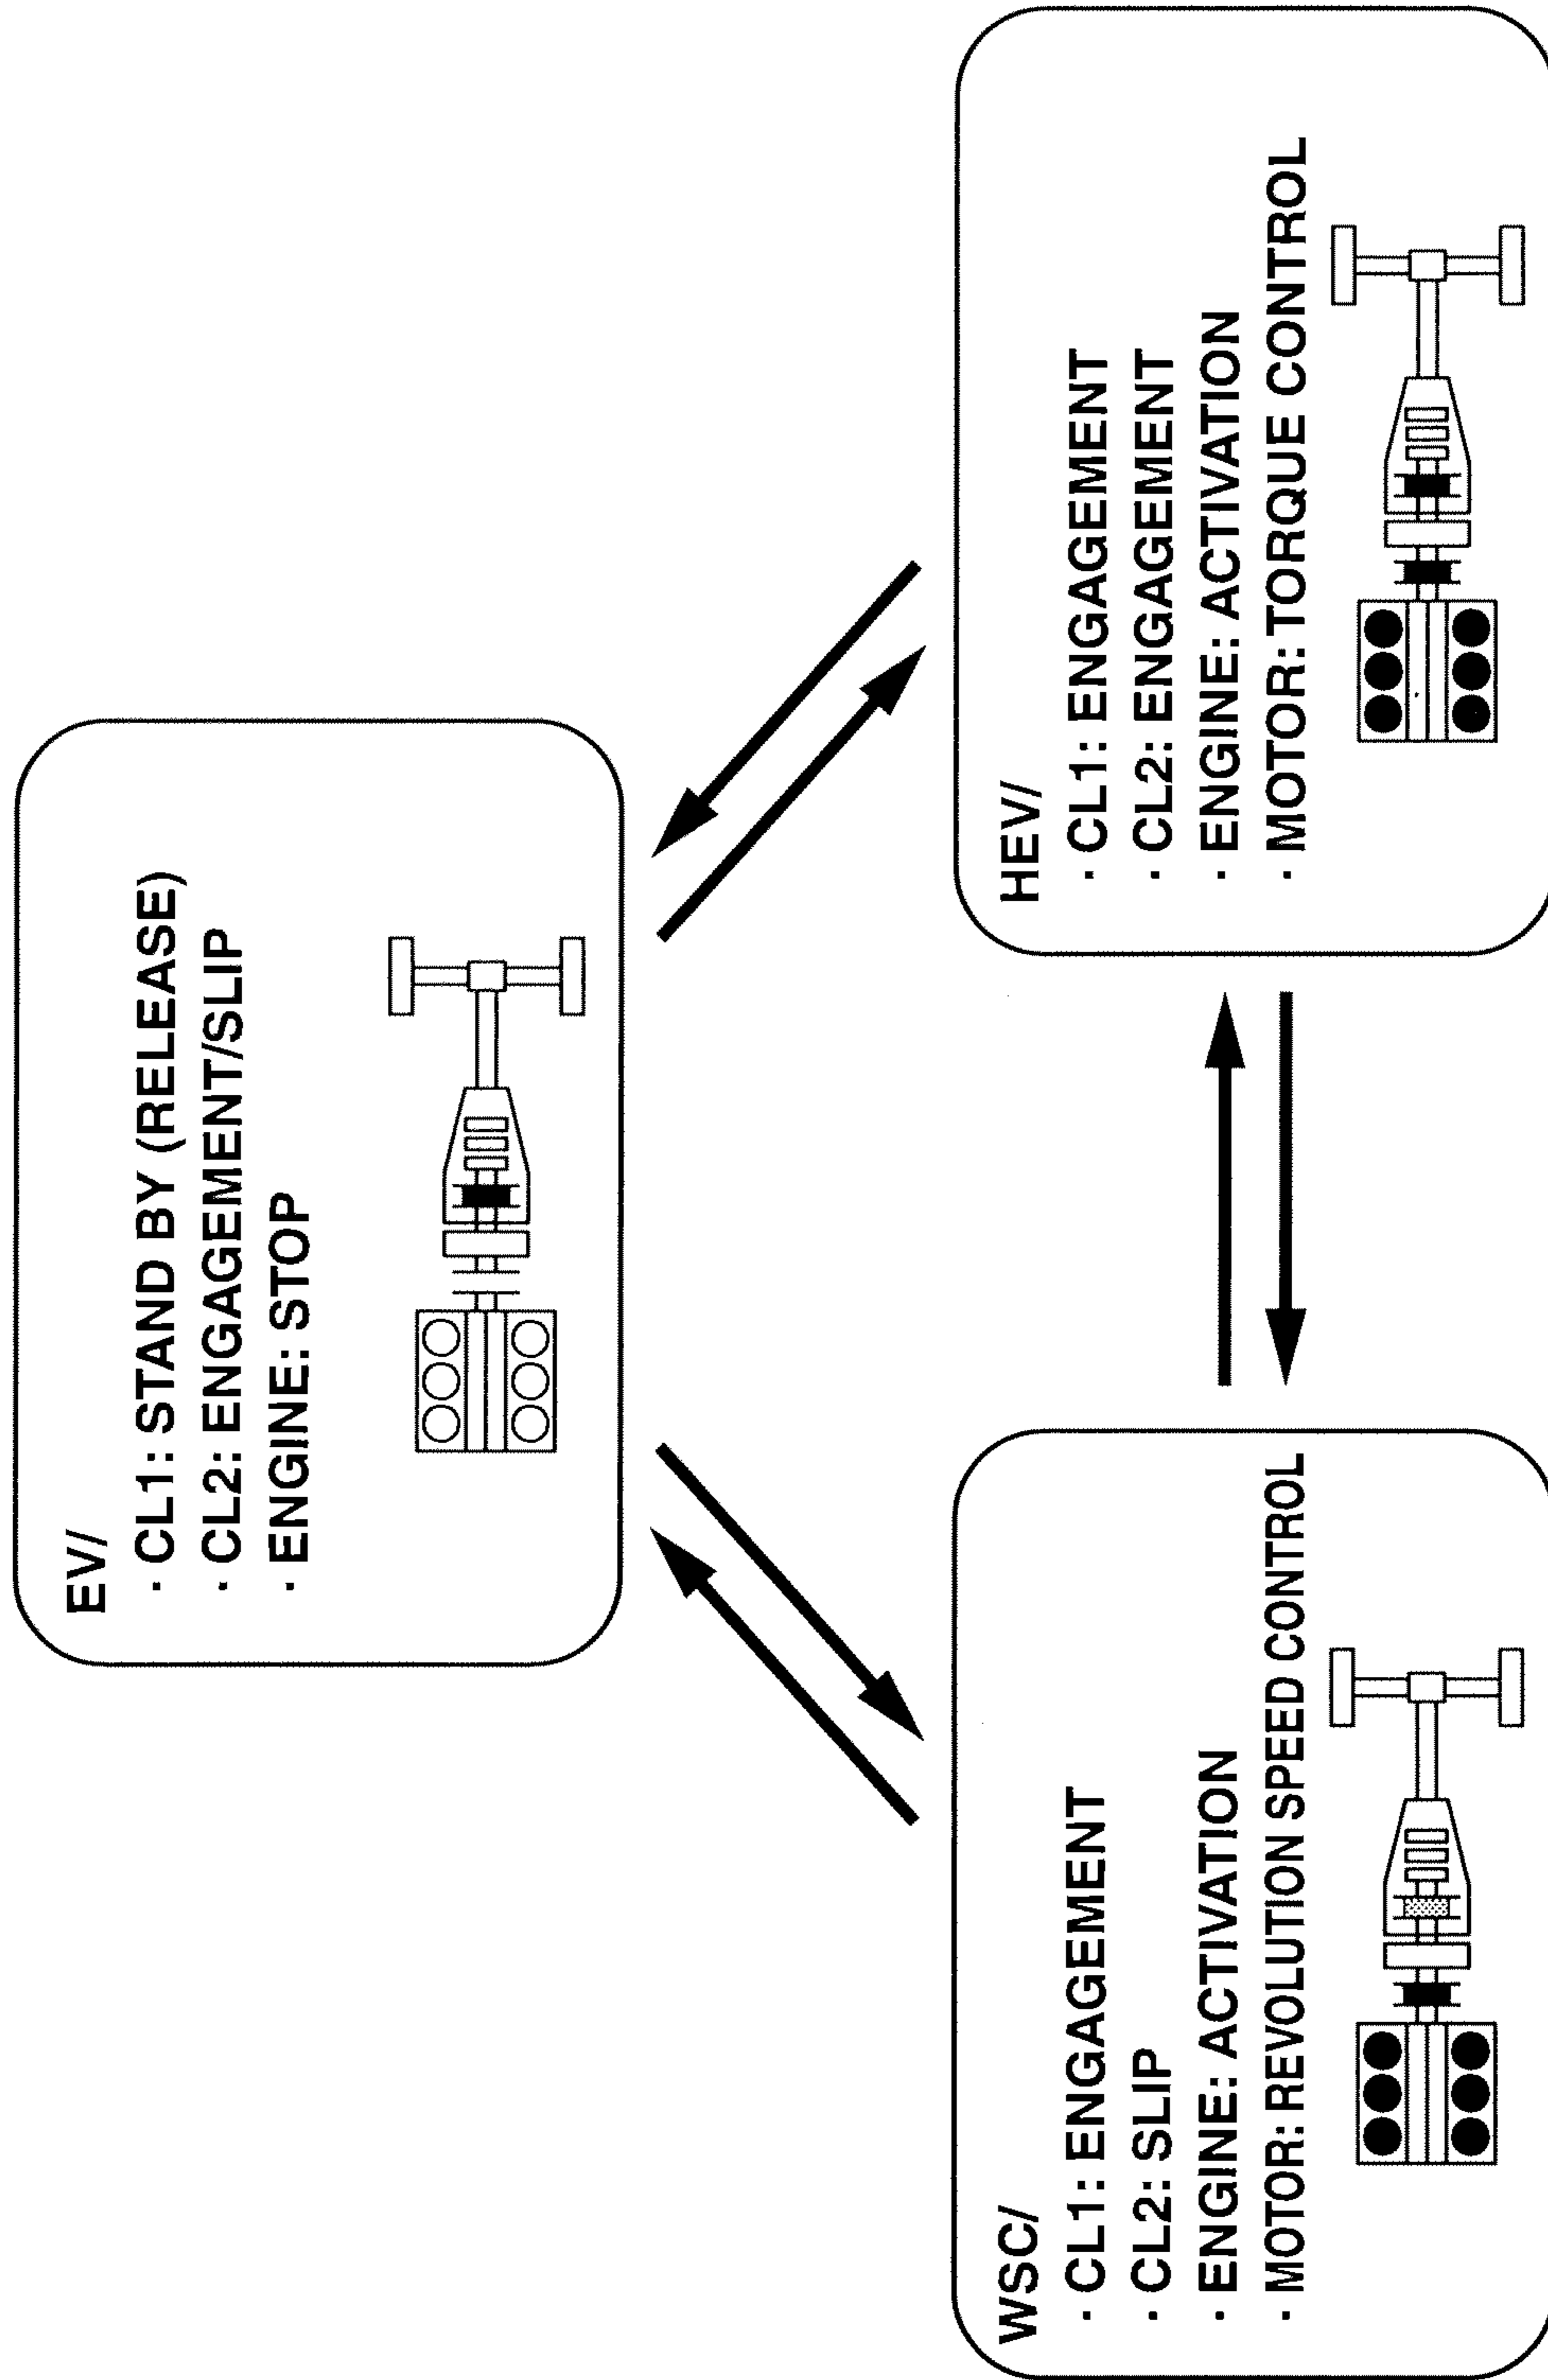 EV/
· CL1: STAND BY (RELEASE)
· CL2: ENGAGEMENT/SLIP
· ENGINE: STOP
WSC/
· CL1: ENGAGEMENT
· CL2: SLIP
· ENGINE: ACTIVATION
· MOTOR: REVOLUTION SPEED CONTROL
HEV/
· CL1: ENGAGEMENT
· CL2: ENGAGEMENT
· ENGINE: ACTIVATION
· MOTOR: TORQUE CONTROL